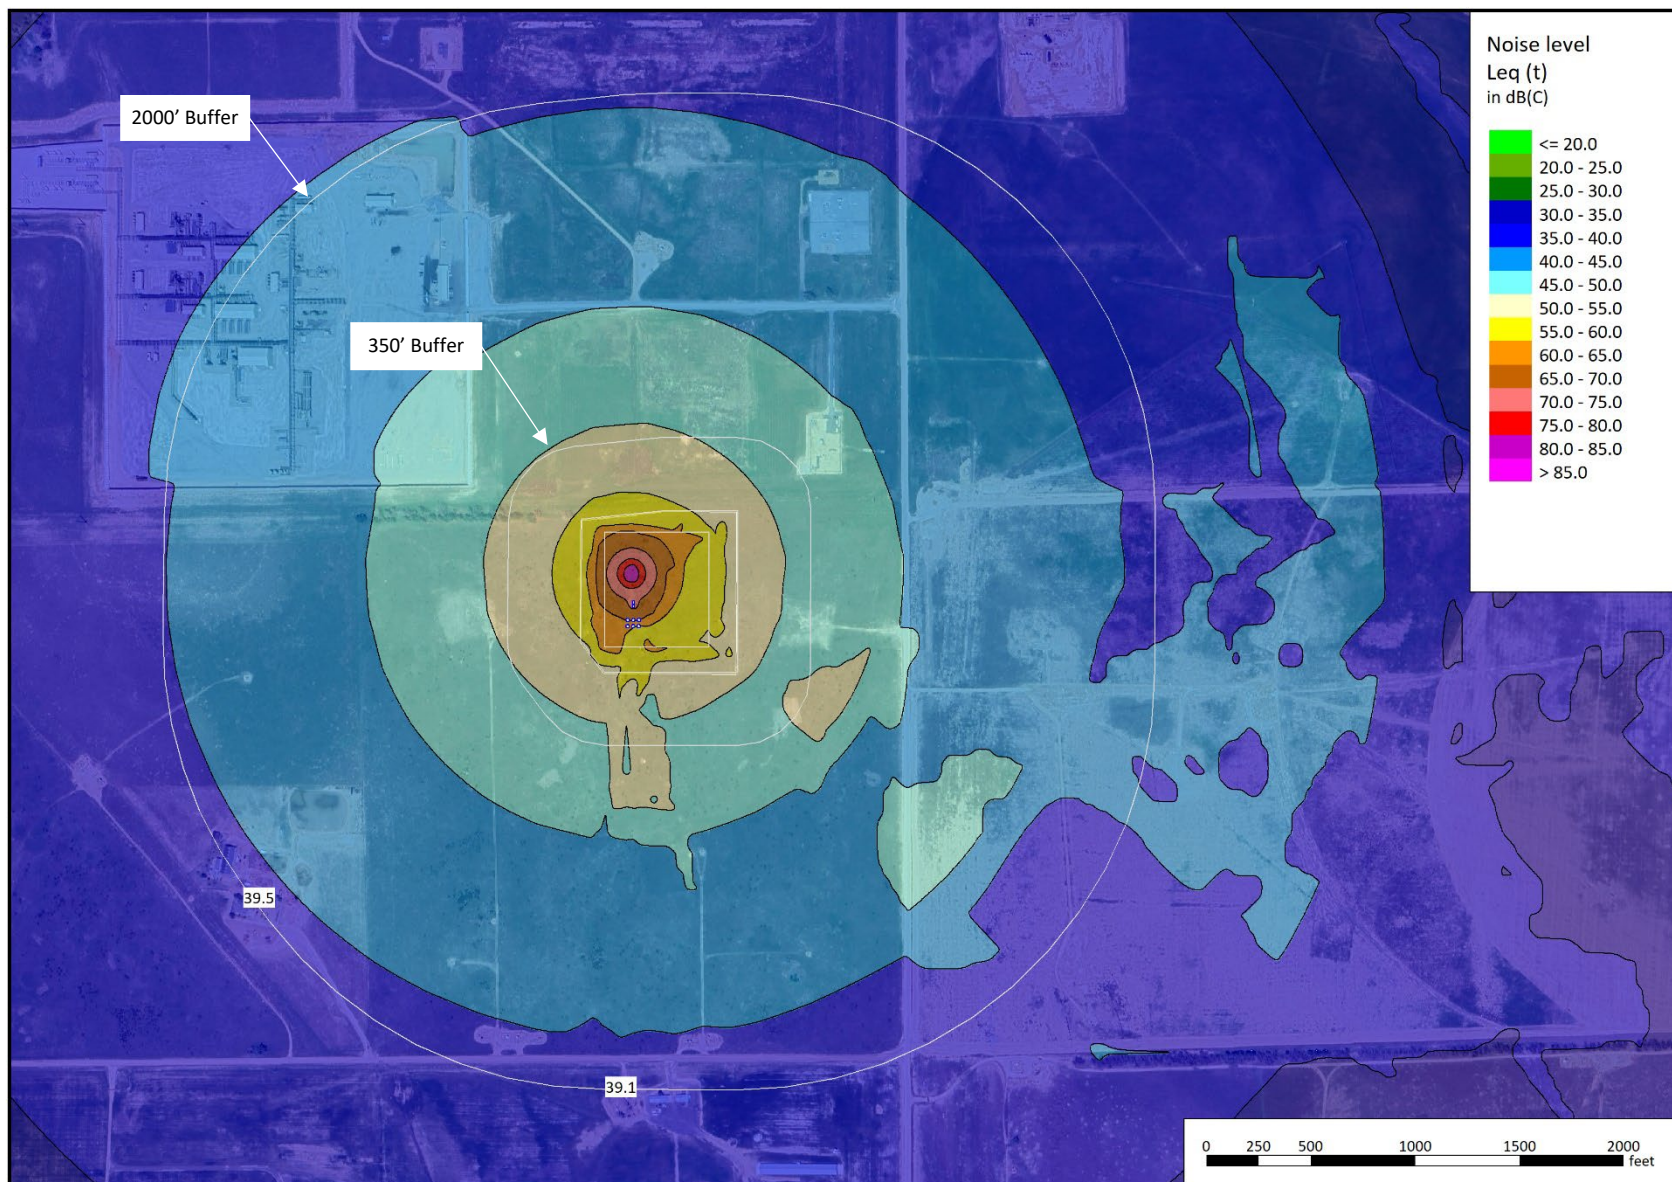 Noise level
Leq (t)
in dB(C)
<= 20.0
20.0 - 25.0
25.0 - 30.0
30.0 - 35.0
35.0 - 40.0
40.0 - 45.0
45.0 - 50.0
50.0 - 55.0
55.0 - 60.0
60.0 - 65.0
65.0 - 70.0
70.0 - 75.0
75.0 - 80.0
80.0 - 85.0
> 85.0
2000’ Buffer
350’ Buffer
39.5
39.1
0 250 500 1000 1500 2000
feet